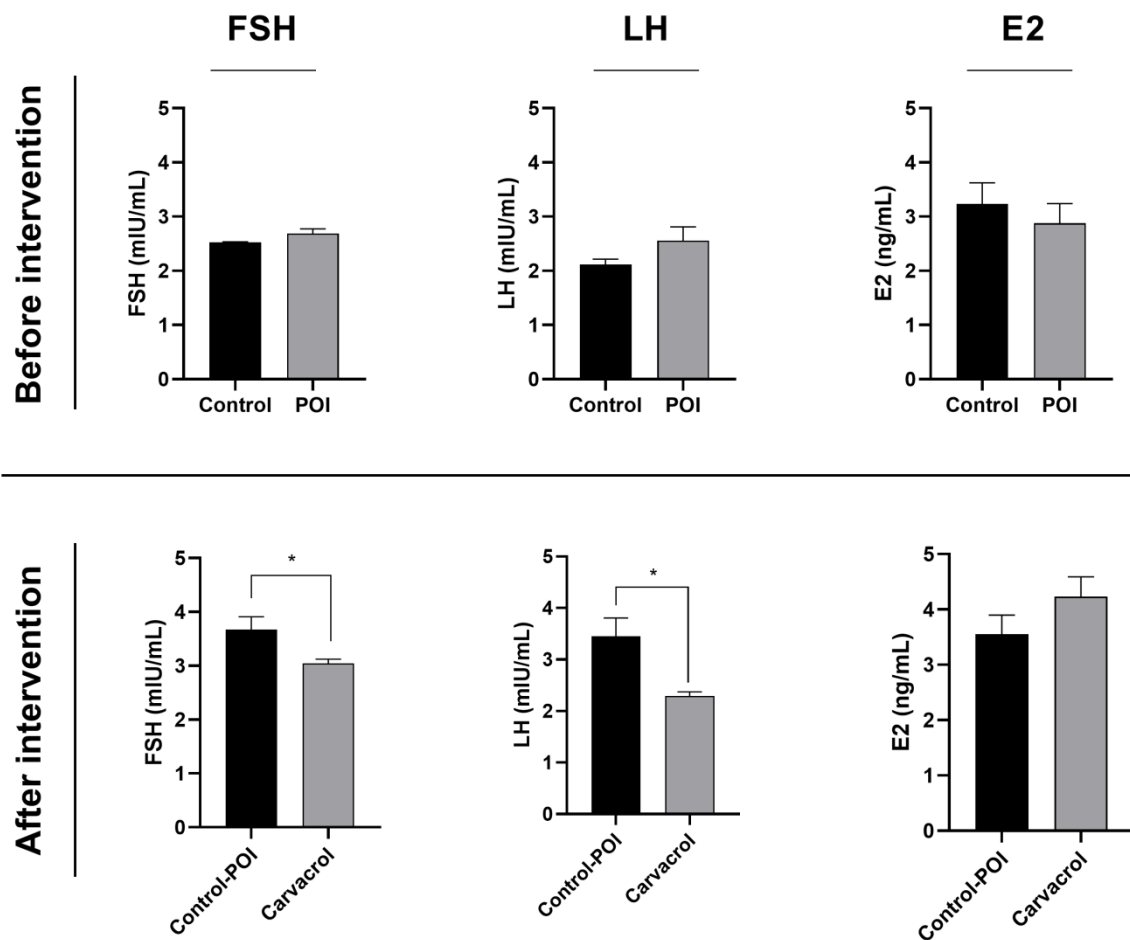 FSH
LH
E2
Before intervention
FSH (mIU/mL)
5
4
3
2
1
0
Control
POI
LH (mIU/mL)
5
4
3
2
1
0
Control
POI
E2 (ng/mL)
5
4
3
2
1
0
Control
POI
After intervention
FSH (mIU/mL)
5
4
3
2
1
0
*
Control-POI
Carvacrol
LH (mIU/mL)
5
4
3
2
1
0
*
Control-POI
Carvacrol
E2 (ng/mL)
5
4
3
2
1
0
Control-POI
Carvacrol